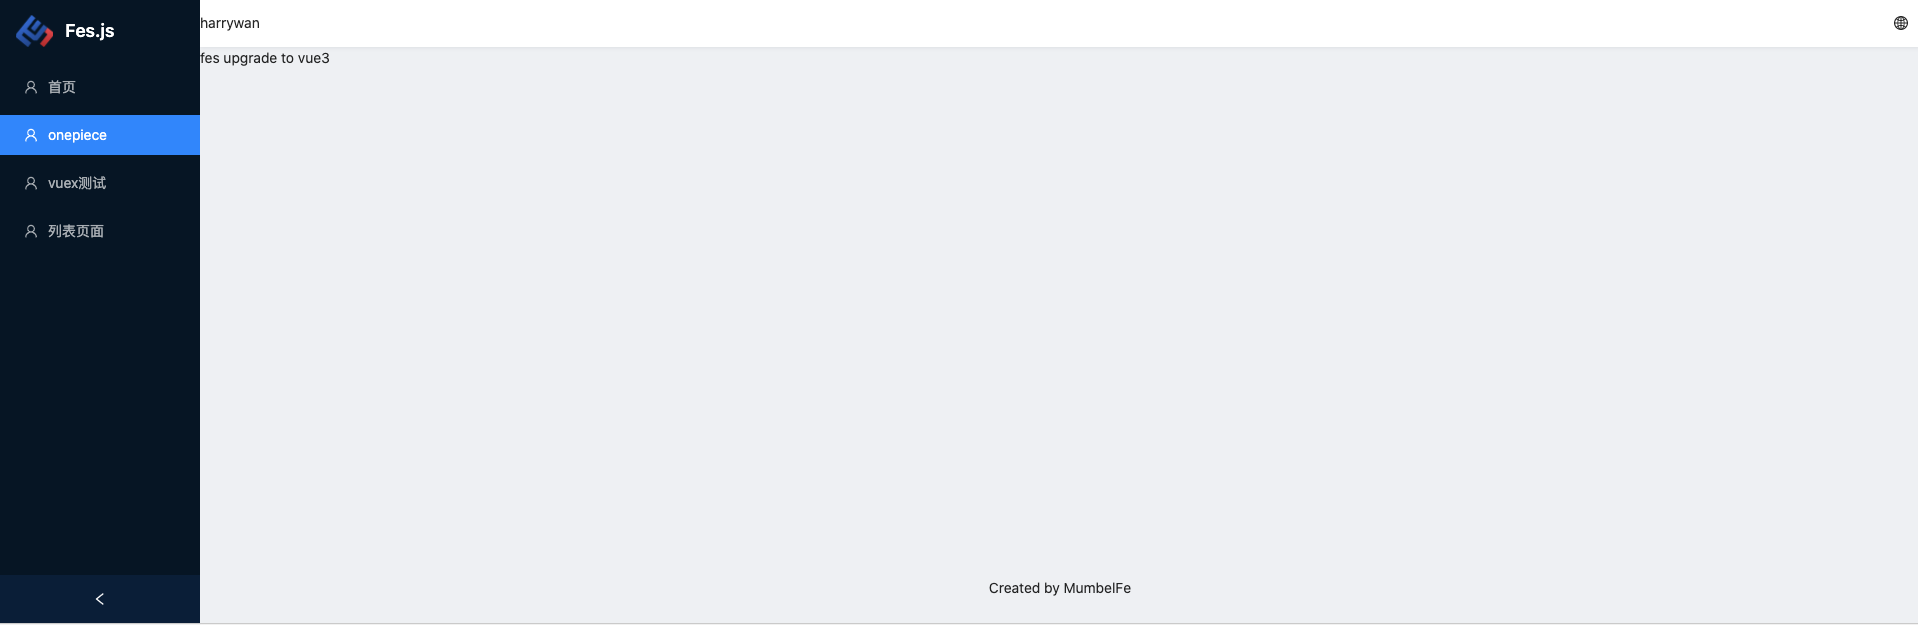 Fes.js
首页
onepiece
vuex测试
列表页面
harrywan
fes upgrade to vue3
Created by MumbelFe